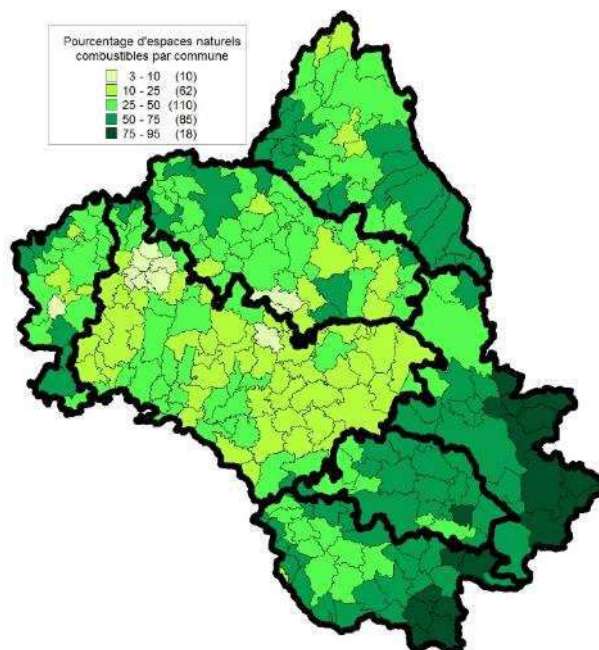 Pourcentage d'espaces naturels
combustibles par commune
3 - 10 (10)
10 - 25 (62)
25 - 50 (110)
50 - 75 (85)
75 - 95 (18)